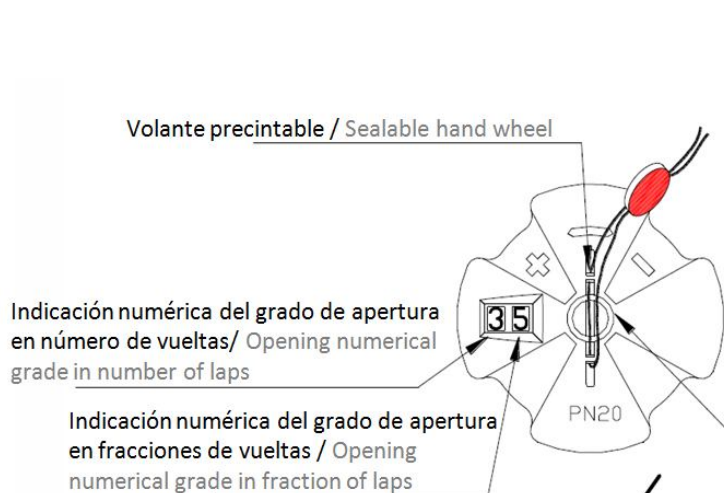 Volante precintable / Sealable hand wheel
Indicación numérica del grado de apertura
en número de vueltas/ Opening numerical
grade in number of laps
35
Indicación numérica del grado de apertura
en fracciones de vueltas / Opening
numerical grade in fraction of laps
PN20